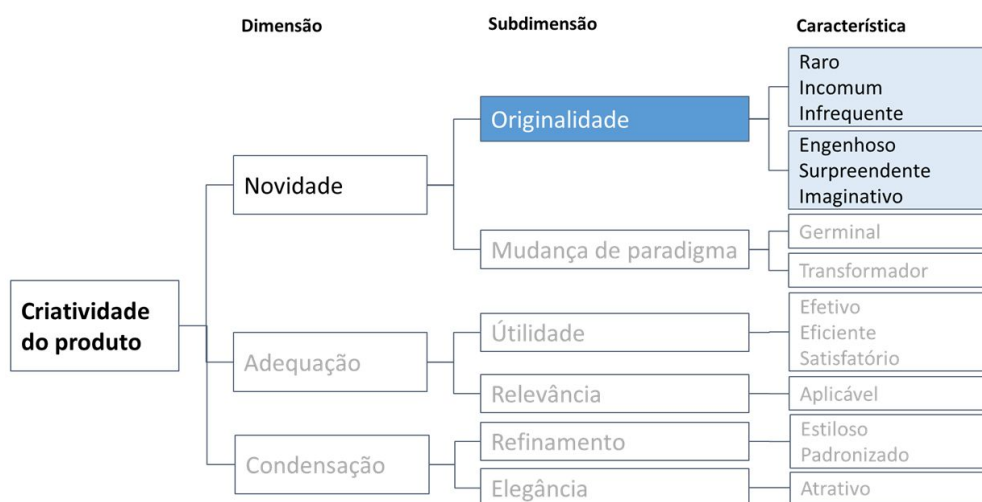 Dimensão
Subdimensão
Característica
Criatividade
do produto
Novidade
Originalidade
Raro
Incomum
Infrequente
Engenhoso
Surpreendente
Imaginativo
Mudança de paradigma
Germinal
Transformador
Adequação
Útilidade
Efetivo
Eficiente
Satisfatório
Relevância
Aplicável
Condensação
Refinamento
Estiloso
Padronizado
Elegância
Atrativo